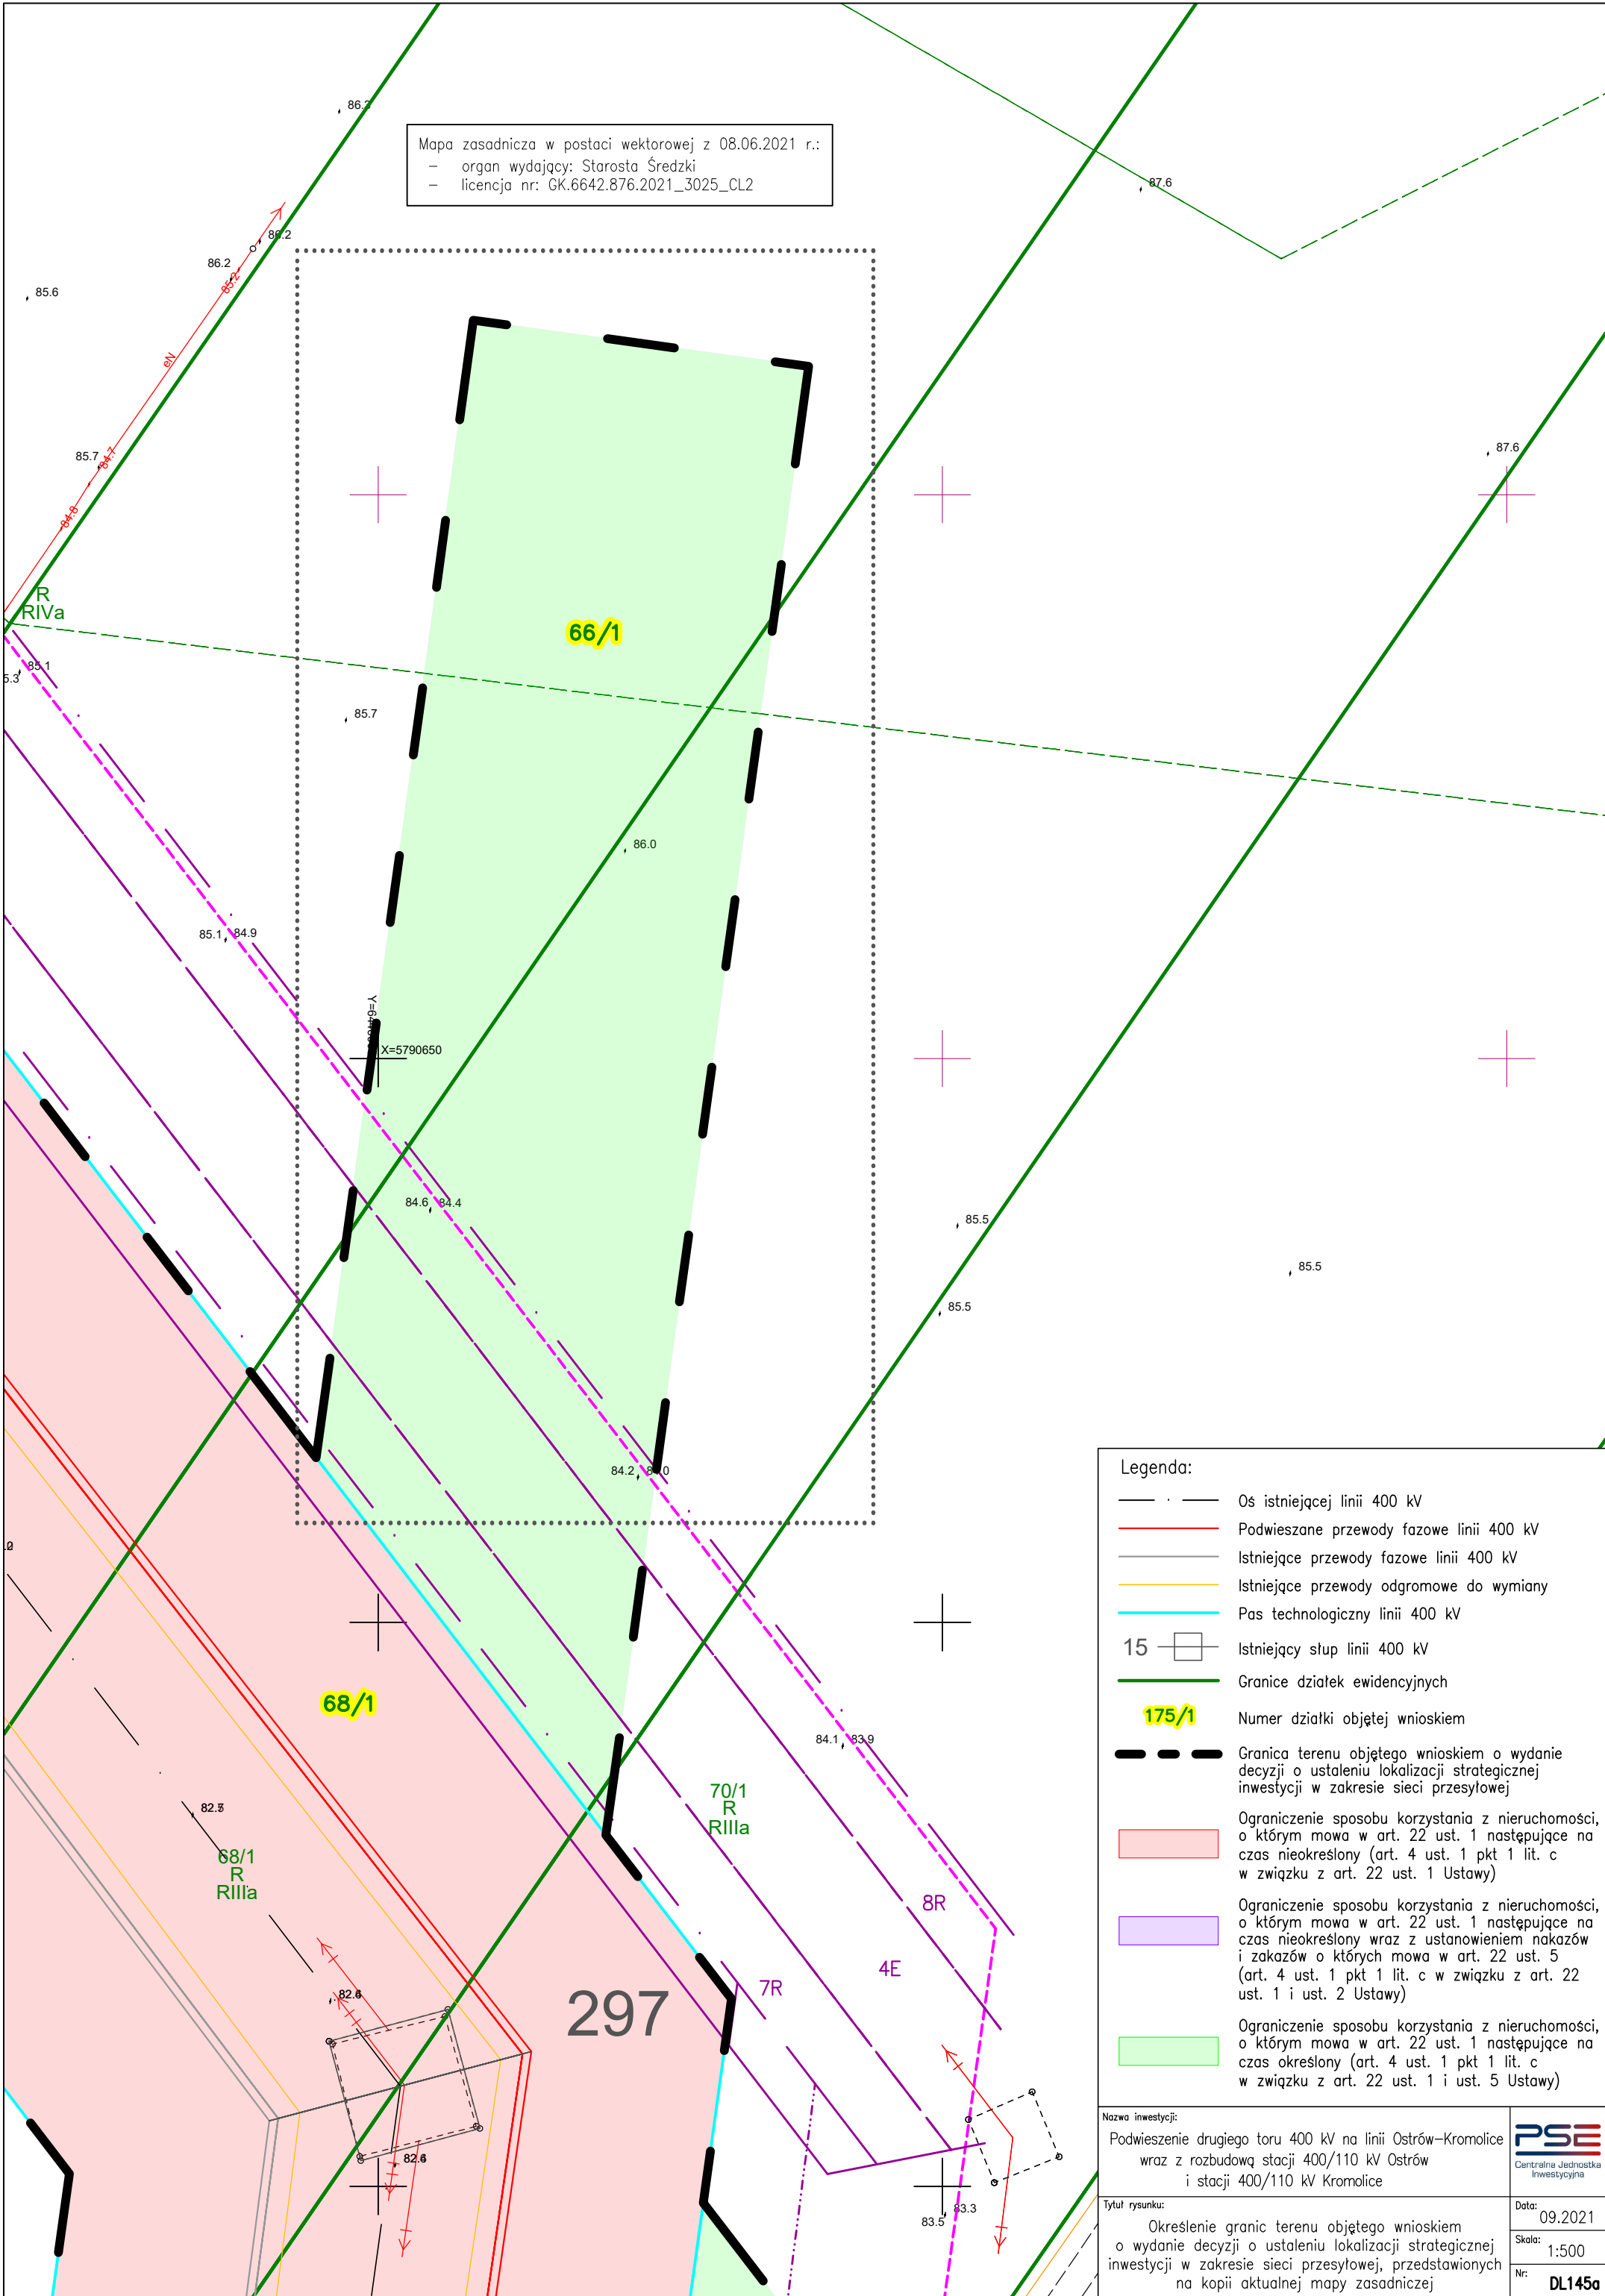 86.3
Mapa zasadnicza w postaci wektorowej z 08.06.2021 r.:
– organ wydający: Starosta Średzki
– licencja nr: GK.6642.876.2021_3025_CL2
87.6
86.2
86.2
85.2
85.6
eN
85.7
84.7
84.8
87.6
R
RIVa
66/1
85.1
5.3
85.7
86.0
85.1 84.9
X=5790650
84.6 84.4
85.5
85.5
85.5
84.2
68/1
84.1 83.9
70/1
R
RIIIa
68/1
R
RIIIa
8R
4E
7R
297
83.3
83.5
Legenda:
Oś istniejącej linii 400 kV
Podwieszane przewody fazowe linii 400 kV
Istniejące przewody fazowe linii 400 kV
Istniejące przewody odgromowe do wymiany
Pas technologiczny linii 400 kV
15 Istniejący słup linii 400 kV
Granice działek ewidencyjnych
175/1 Numer działki objętej wnioskiem
Granica terenu objętego wnioskiem o wydanie
decyzji o ustaleniu lokalizacji strategicznej
inwestycji w zakresie sieci przesyłowej
Ograniczenie sposobu korzystania z nieruchomości,
o którym mowa w art. 22 ust. 1 następujące na
czas nieokreślony (art. 4 ust. 1 pkt 1 lit. c
w związku z art. 22 ust. 1 Ustawy)
Ograniczenie sposobu korzystania z nieruchomości,
o którym mowa w art. 22 ust. 1 następujące na
czas nieokreślony wraz z ustanowieniem nakazów
i zakazów o których mowa w art. 22 ust. 5
(art. 4 ust. 1 pkt 1 lit. c w związku z art. 22
ust. 1 i ust. 2 Ustawy)
Ograniczenie sposobu korzystania z nieruchomości,
o którym mowa w art. 22 ust. 1 następujące na
czas określony (art. 4 ust. 1 pkt 1 lit. c
w związku z art. 22 ust. 1 i ust. 5 Ustawy)
Nazwa inwestycji:
Podwieszenie drugiego toru 400 kV na linii Ostrów–Kromolice
wraz z rozbudową stacji 400/110 kV Ostrów
i stacji 400/110 kV Kromolice
PSE
Centralna Jednostka
Inwestycyjna
Tytuł rysunku:
Określenie granic terenu objętego wnioskiem
o wydanie decyzji o ustaleniu lokalizacji strategicznej
inwestycji w zakresie sieci przesyłowej, przedstawionych
na kopii aktualnej mapy zasadniczej
Data:
09.2021
Skala:
1:500
Nr:
DL145a